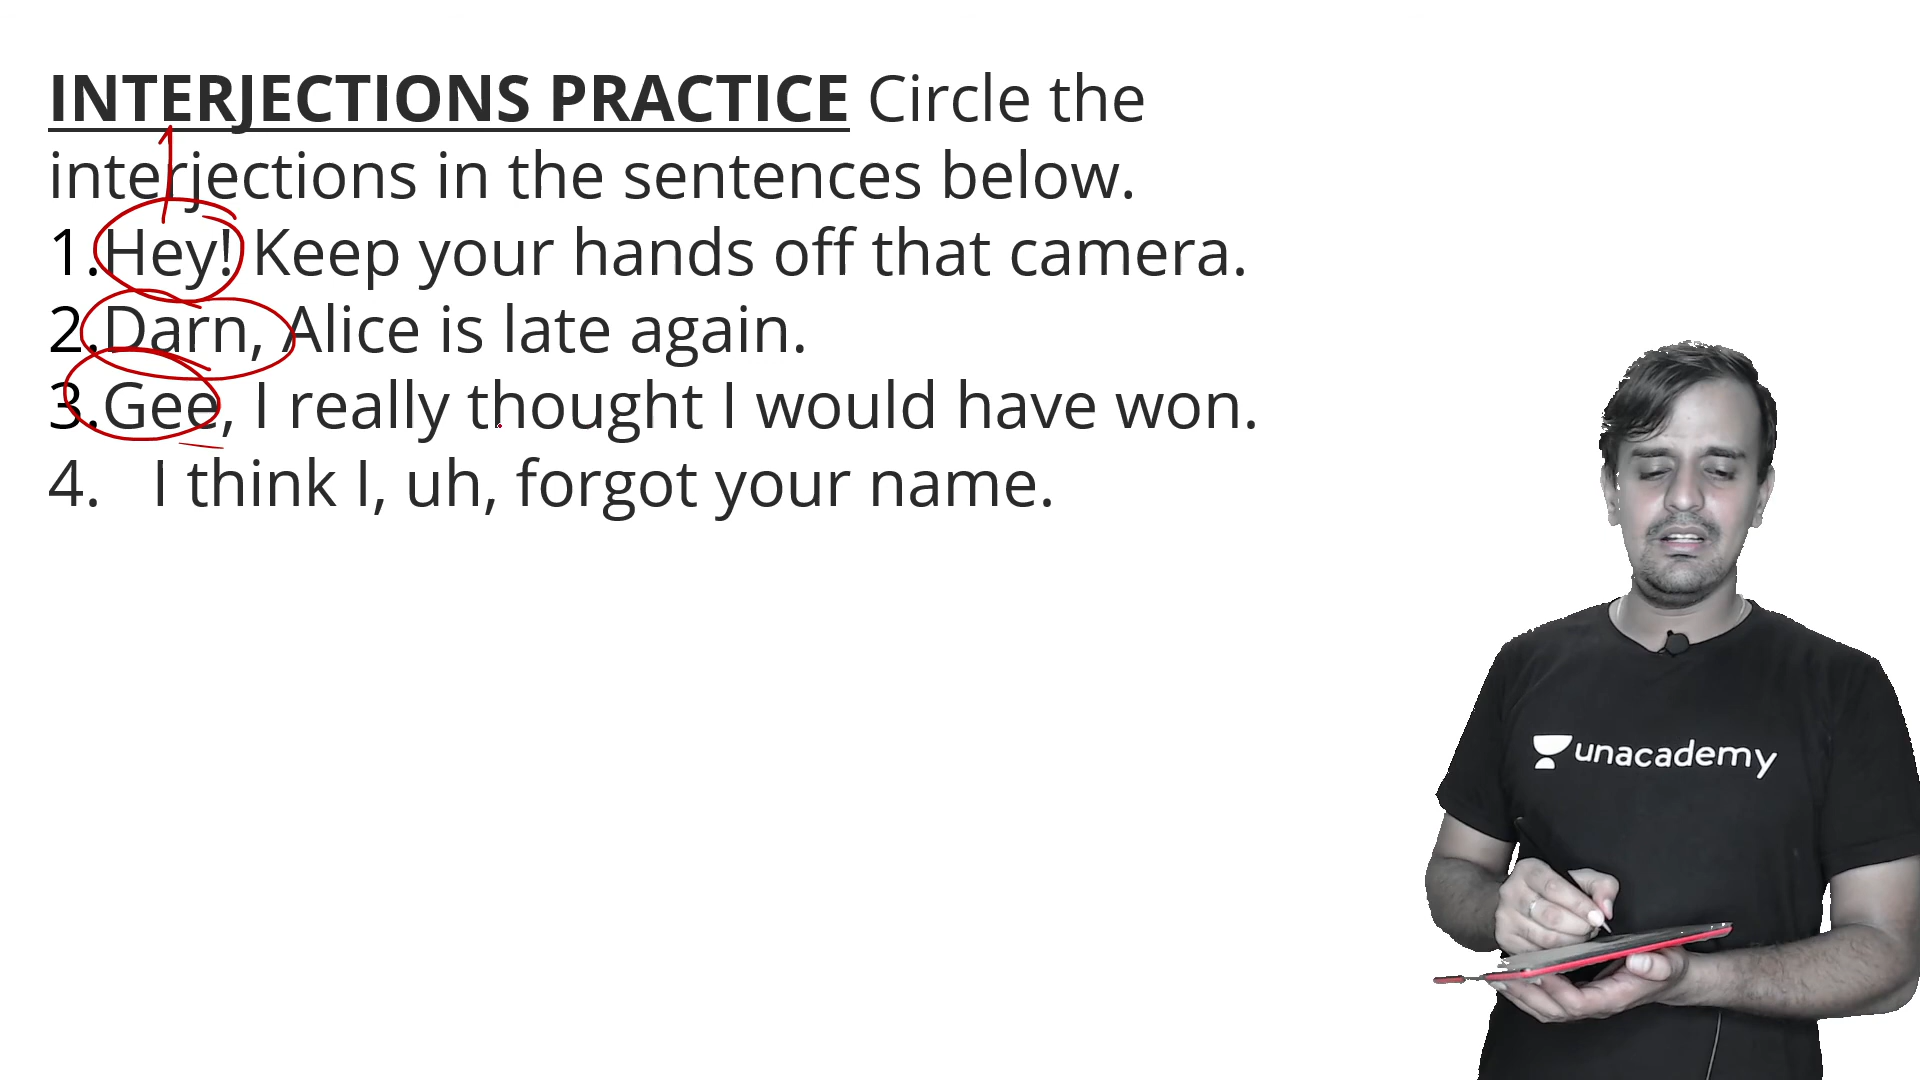 INTERJECTIONS PRACTICE Circle the
interjections in the sentences below.
1. Hey! Keep your hands off that camera.
2. Darn, Alice is late again.
3. Gee, I really thought I would have won.
4. I think I, uh, forgot your name.
unacademy